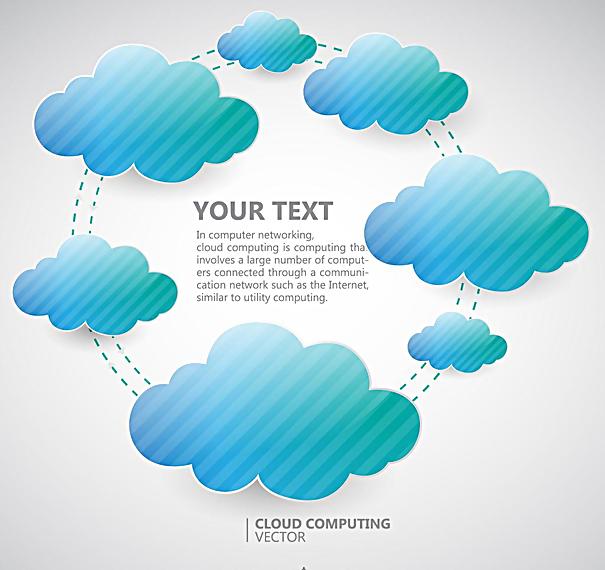 YOUR TEXT
In computer networking,
cloud computing is computing tha
involves a large number of comput-
ers connected through a communi-
cation network such as the Internet,
similar to utility computing.
CLOUD COMPUTING
VECTOR